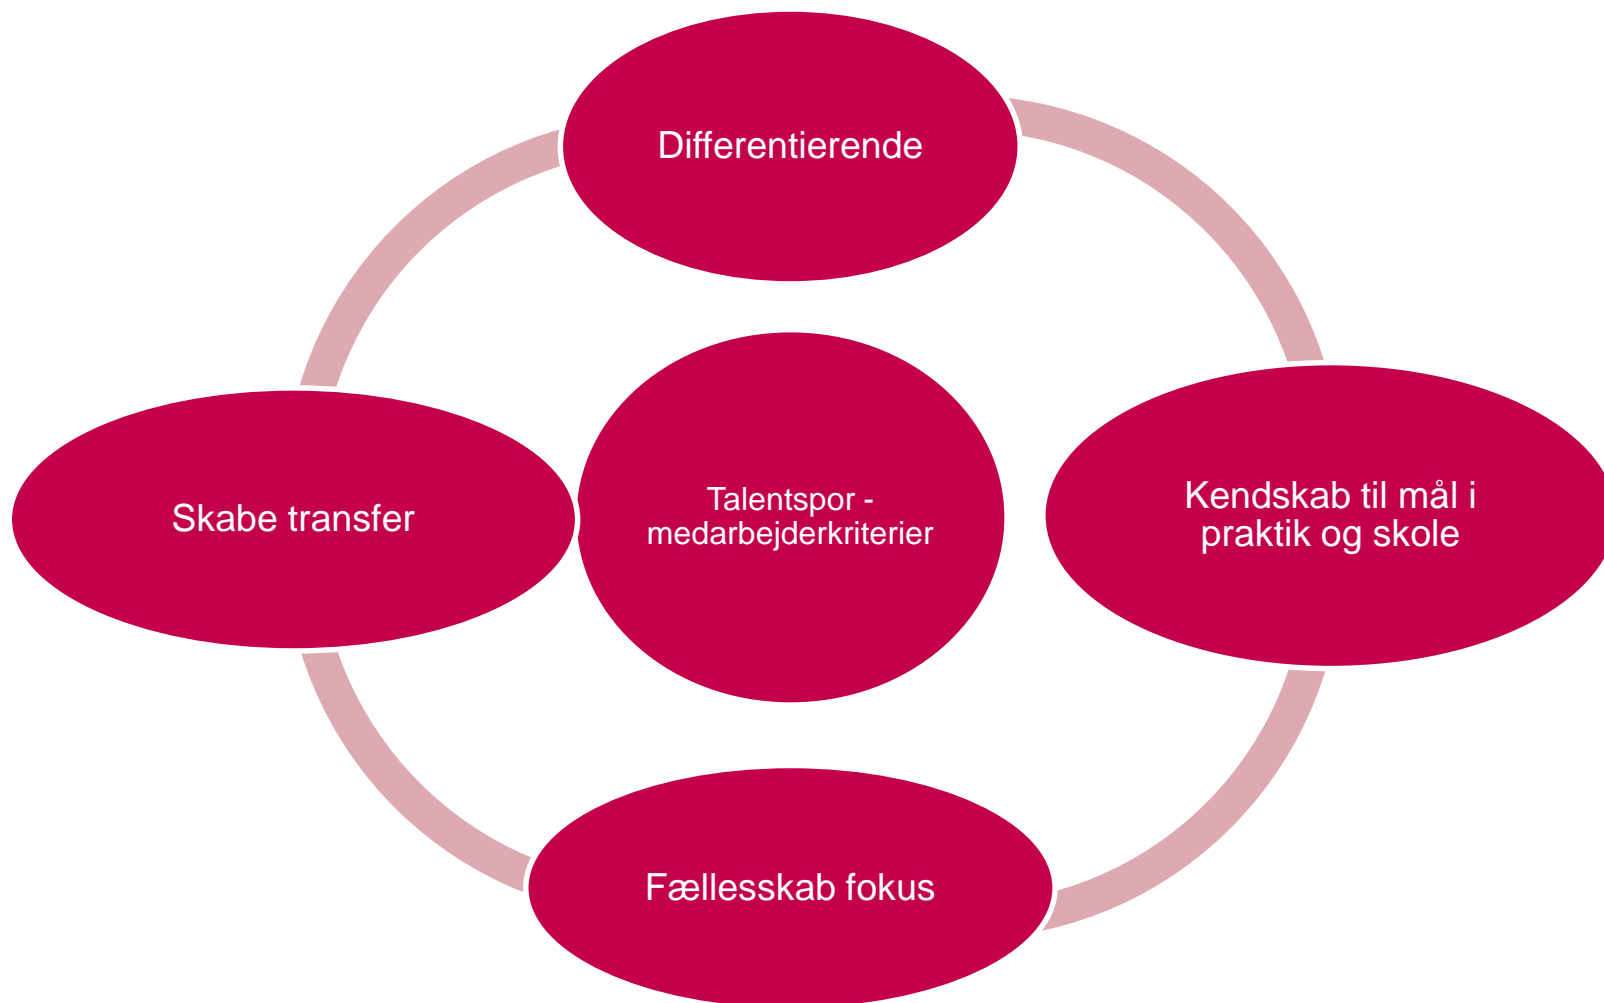 Differentierende
Skabe transfer
Talentspor -
medarbejderkriterier
Kendskab til mål i
praktik og skole
Fællesskab fokus